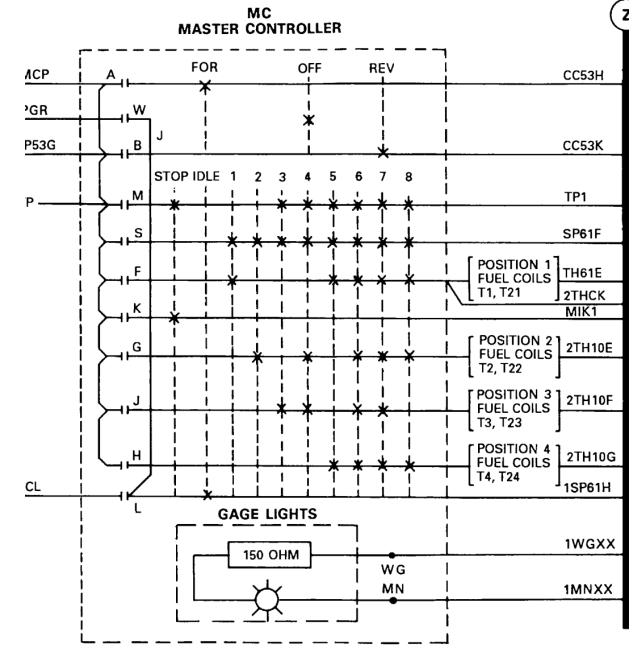 MC
MASTER CONTROLLER
Z
FOR OFF REV
MCP A CC53H
PGR W
J
P53G B CC53K
STOP IDLE 1 2 3 4 5 6 7 8
P M TP1
S SP61F
F POSITION 1 FUEL COILS T1, T21 TH61E
2THCK
K MIK1
G POSITION 2 FUEL COILS T2, T22 2TH10E
J POSITION 3 FUEL COILS T3, T23 2TH10F
H POSITION 4 FUEL COILS T4, T24 2TH10G
CL L 1SP61H
GAGE LIGHTS
150 OHM 1WGXX
WG
MN 1MNXX